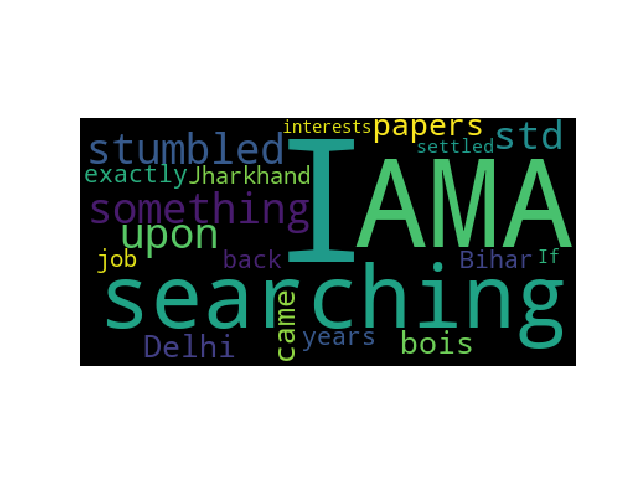 interests papers
stumbled I settled std
exactly Jharkhand AMA
something
upon
job back Bihar If
searching
came
Delhi years bois